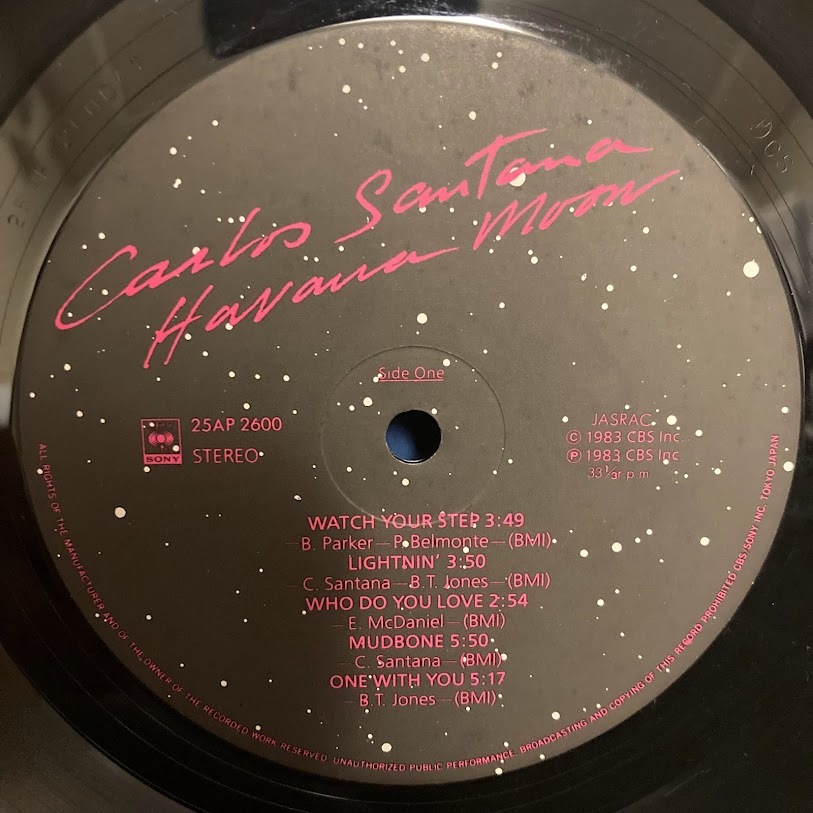 Carlos Santana
Havana Moon
Side One
25AP 2600
STEREO
SONY
JASRAC
© 1983 CBS Inc.
℗ 1983 CBS Inc.
33 1/3 r.p.m
WATCH YOUR STEP 3:49
—B. Parker—P. Belmonte—(BMI)
LIGHTNIN' 3:50
—C. Santana—B.T. Jones—(BMI)
WHO DO YOU LOVE 2:54
—E. McDaniel—(BMI)
MUDBONE 5:50
—C. Santana—(BMI)
ONE WITH YOU 5:17
—B.T. Jones—(BMI)
ALL RIGHTS OF THE MANUFACTURER AND OF THE OWNER OF THE RECORDED WORK RESERVED. UNAUTHORIZED PUBLIC PERFORMANCE, BROADCASTING AND COPYING OF THIS RECORD PROHIBITED CBS/SONY INC. TOKYO JAPAN
DCS